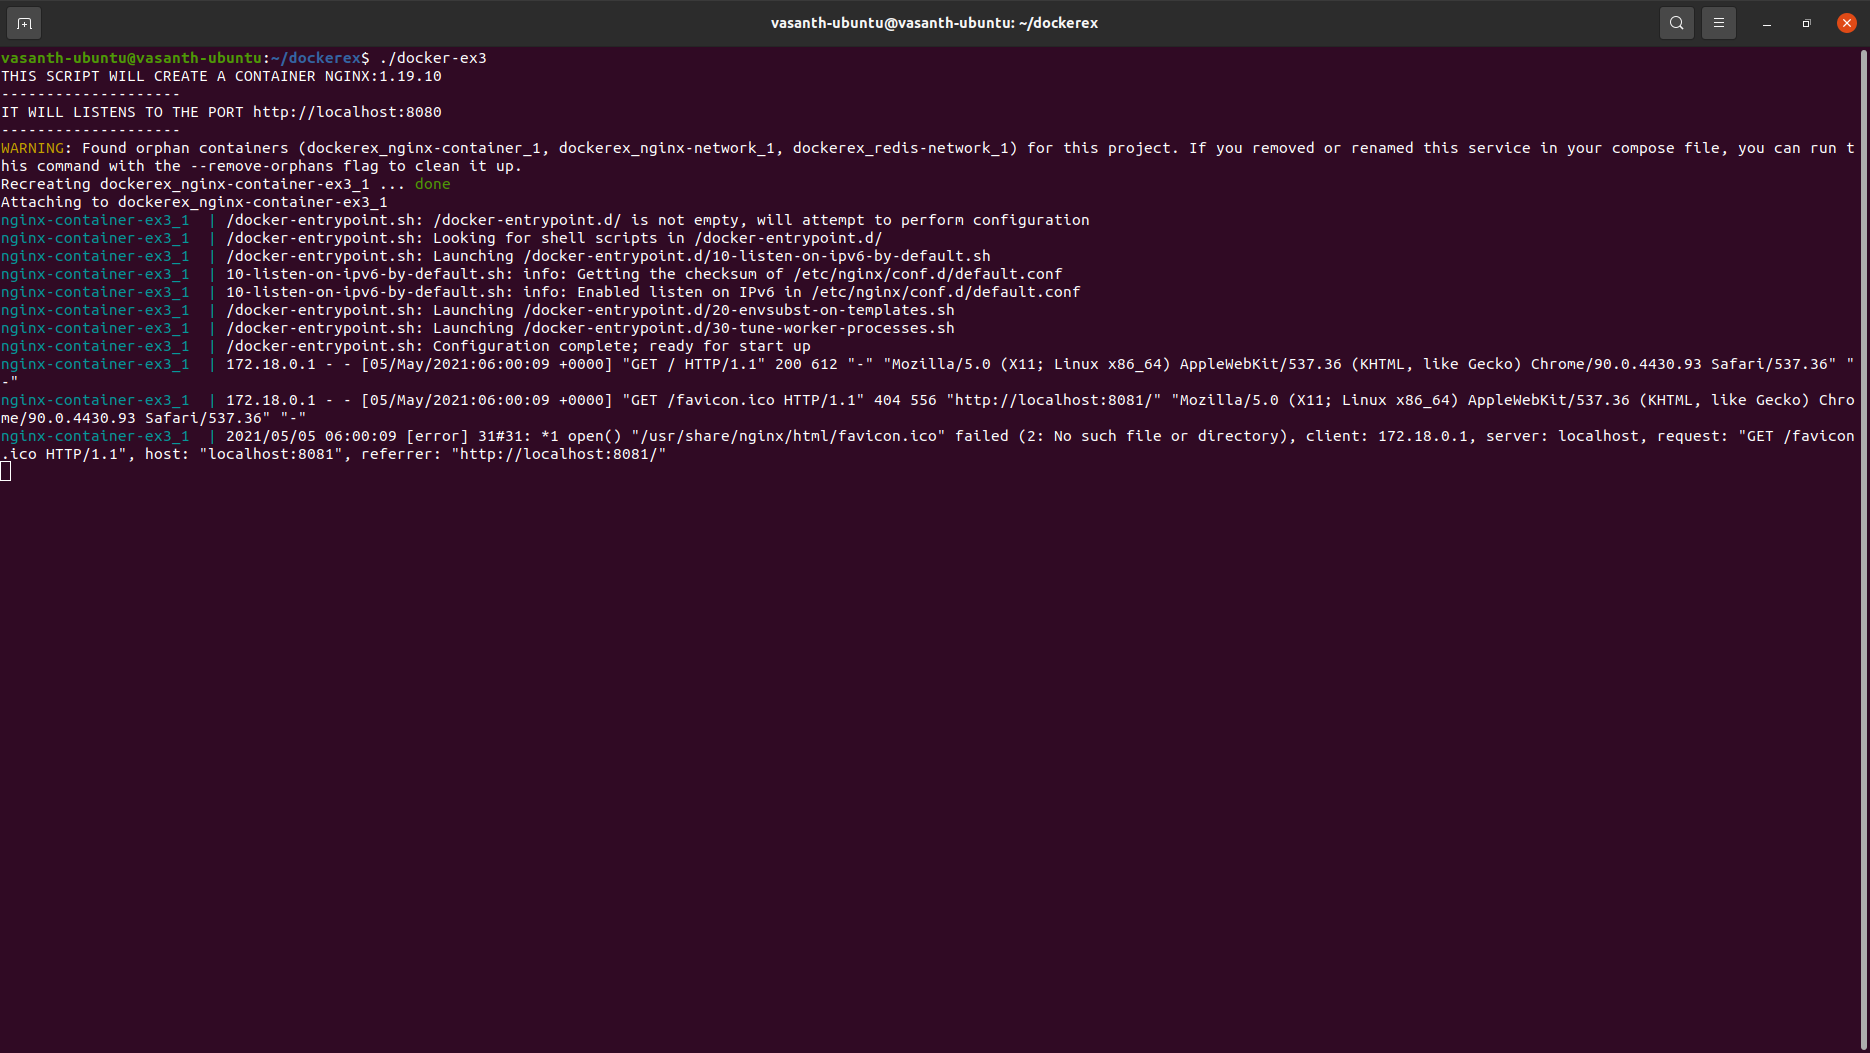 vasanth-ubuntu@vasanth-ubuntu: ~/dockerex
vasanth-ubuntu@vasanth-ubuntu:~/dockerex$ ./docker-ex3
THIS SCRIPT WILL CREATE A CONTAINER NGINX:1.19.10
--------------------
IT WILL LISTENS TO THE PORT http://localhost:8080
--------------------
WARNING: Found orphan containers (dockerex_nginx-container_1, dockerex_nginx-network_1, dockerex_redis-network_1) for this project. If you removed or renamed this service in your compose file, you can run t
his command with the --remove-orphans flag to clean it up.
Recreating dockerex_nginx-container-ex3_1 ... done
Attaching to dockerex_nginx-container-ex3_1
nginx-container-ex3_1  | /docker-entrypoint.sh: /docker-entrypoint.d/ is not empty, will attempt to perform configuration
nginx-container-ex3_1  | /docker-entrypoint.sh: Looking for shell scripts in /docker-entrypoint.d/
nginx-container-ex3_1  | /docker-entrypoint.sh: Launching /docker-entrypoint.d/10-listen-on-ipv6-by-default.sh
nginx-container-ex3_1  | 10-listen-on-ipv6-by-default.sh: info: Getting the checksum of /etc/nginx/conf.d/default.conf
nginx-container-ex3_1  | 10-listen-on-ipv6-by-default.sh: info: Enabled listen on IPv6 in /etc/nginx/conf.d/default.conf
nginx-container-ex3_1  | /docker-entrypoint.sh: Launching /docker-entrypoint.d/20-envsubst-on-templates.sh
nginx-container-ex3_1  | /docker-entrypoint.sh: Launching /docker-entrypoint.d/30-tune-worker-processes.sh
nginx-container-ex3_1  | /docker-entrypoint.sh: Configuration complete; ready for start up
nginx-container-ex3_1  | 172.18.0.1 - - [05/May/2021:06:00:09 +0000] "GET / HTTP/1.1" 200 612 "-" "Mozilla/5.0 (X11; Linux x86_64) AppleWebKit/537.36 (KHTML, like Gecko) Chrome/90.0.4430.93 Safari/537.36" "
-"
nginx-container-ex3_1  | 172.18.0.1 - - [05/May/2021:06:00:09 +0000] "GET /favicon.ico HTTP/1.1" 404 556 "http://localhost:8081/" "Mozilla/5.0 (X11; Linux x86_64) AppleWebKit/537.36 (KHTML, like Gecko) Chro
me/90.0.4430.93 Safari/537.36" "-"
nginx-container-ex3_1  | 2021/05/05 06:00:09 [error] 31#31: *1 open() "/usr/share/nginx/html/favicon.ico" failed (2: No such file or directory), client: 172.18.0.1, server: localhost, request: "GET /favicon
.ico HTTP/1.1", host: "localhost:8081", referrer: "http://localhost:8081/"